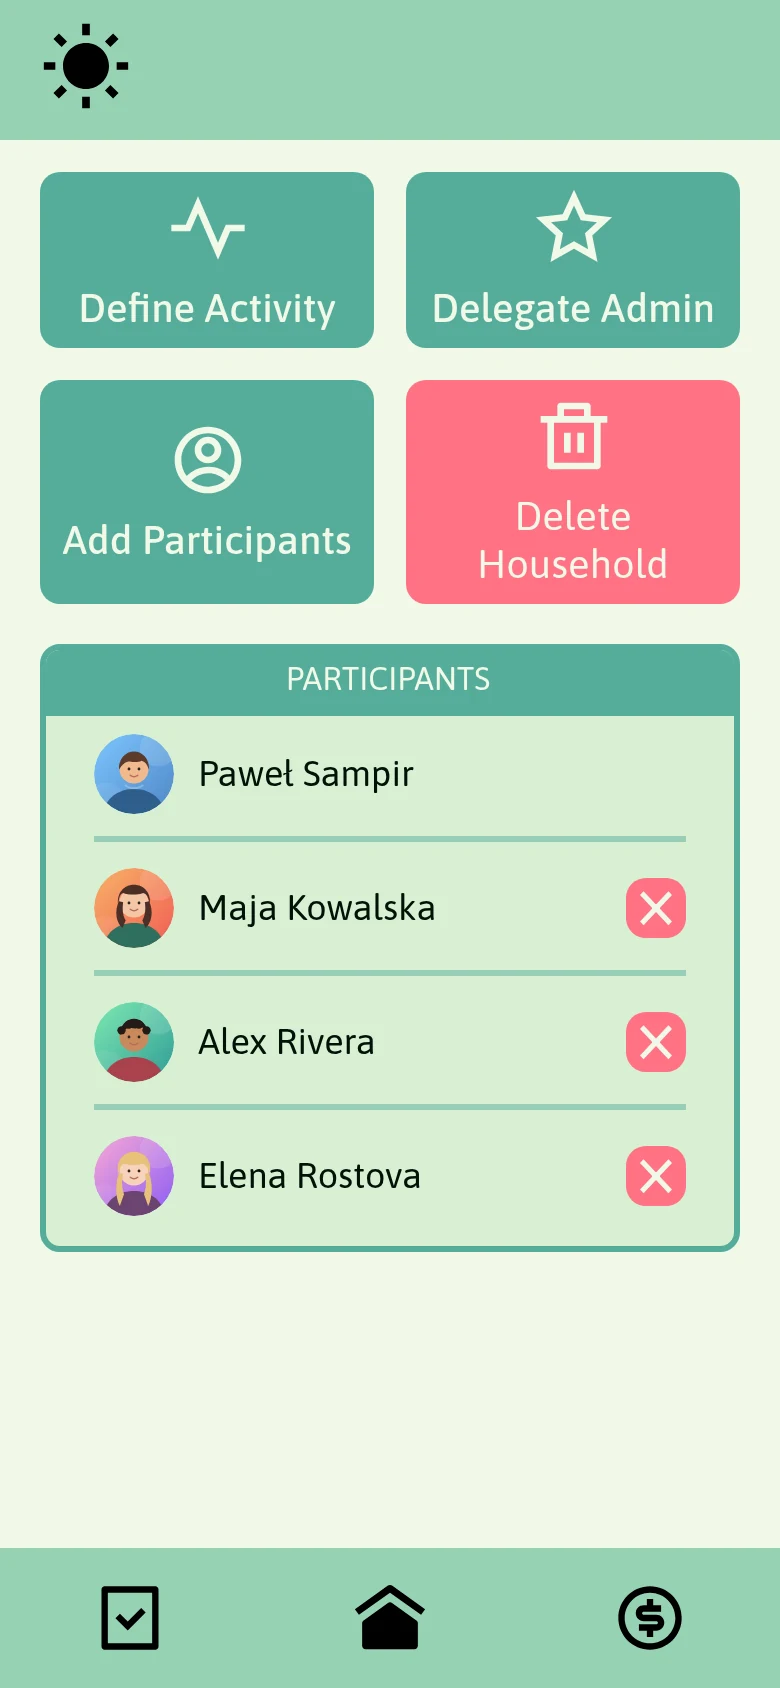 Define Activity
Delegate Admin
Add Participants
Delete
Household
PARTICIPANTS
Paweł Sampir
Maja Kowalska
Alex Rivera
Elena Rostova